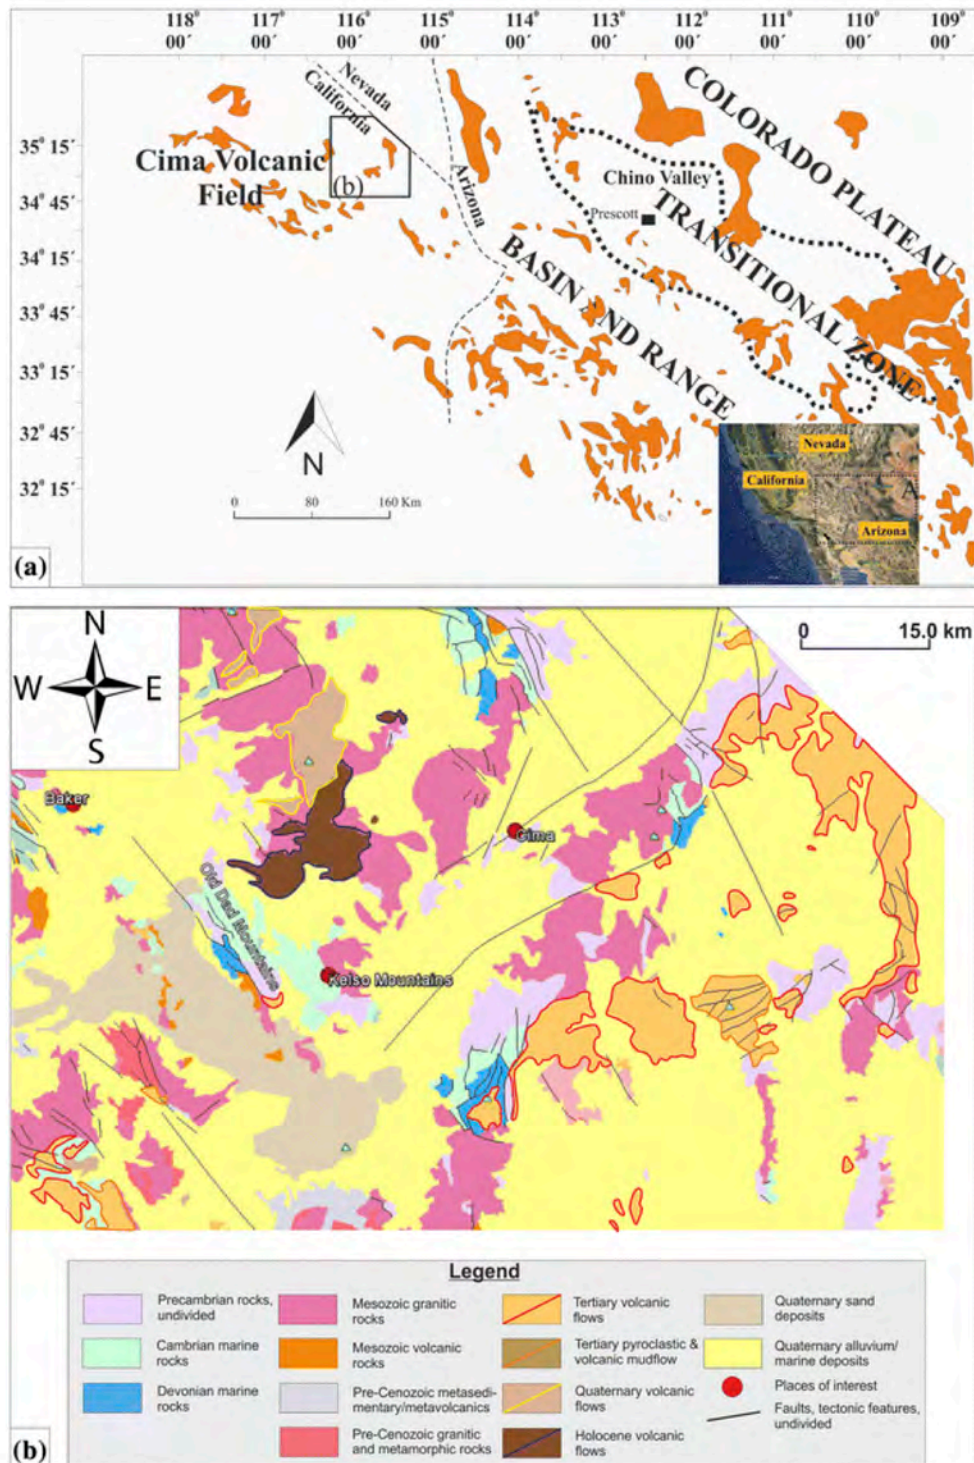 118° 117° 116° 115° 114° 113° 112° 111° 110° 109°
00´ 00´ 00´ 00´ 00´ 00´ 00´ 00´ 00´ 00´
35° 15´
34° 45´
34° 15´
33° 45´
33° 15´
32° 45´
32° 15´
Nevada
California
Arizona
Cima Volcanic
Field
(b)
COLORADO PLATEAU
Chino Valley
Prescott
TRANSITIONAL ZONE
BASIN AND RANGE
N
0 80 160 Km
Nevada
California
A
Arizona
(a)
N
W E
S
0 15.0 km
Baker
Cima
Old Dad Mountains
Kelso Mountains
Legend
Precambrian rocks,
undivided
Cambrian marine
rocks
Devonian marine
rocks
Mesozoic granitic
rocks
Mesozoic volcanic
rocks
Pre-Cenozoic metasedi-
mentary/metavolcanics
Pre-Cenozoic granitic
and metamorphic rocks
Tertiary volcanic
flows
Tertiary pyroclastic &
volcanic mudflow
Quaternary volcanic
flows
Holocene volcanic
flows
Quaternary sand
deposits
Quaternary alluvium/
marine deposits
Places of interest
Faults, tectonic features,
undivided
(b)